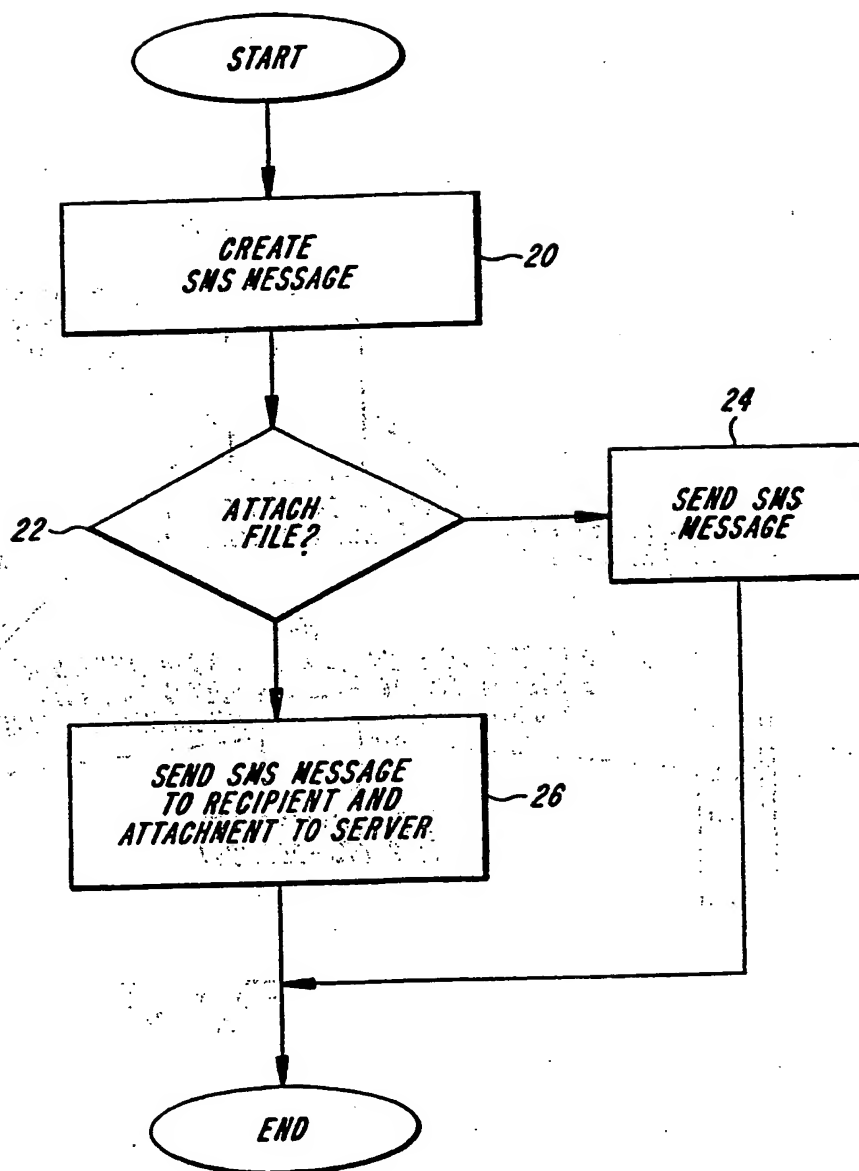 START
CREATE
SMS MESSAGE
20
22
ATTACH
FILE?
24
SEND SMS
MESSAGE
SEND SMS MESSAGE
TO RECIPIENT AND
ATTACHMENT TO SERVER
26
END